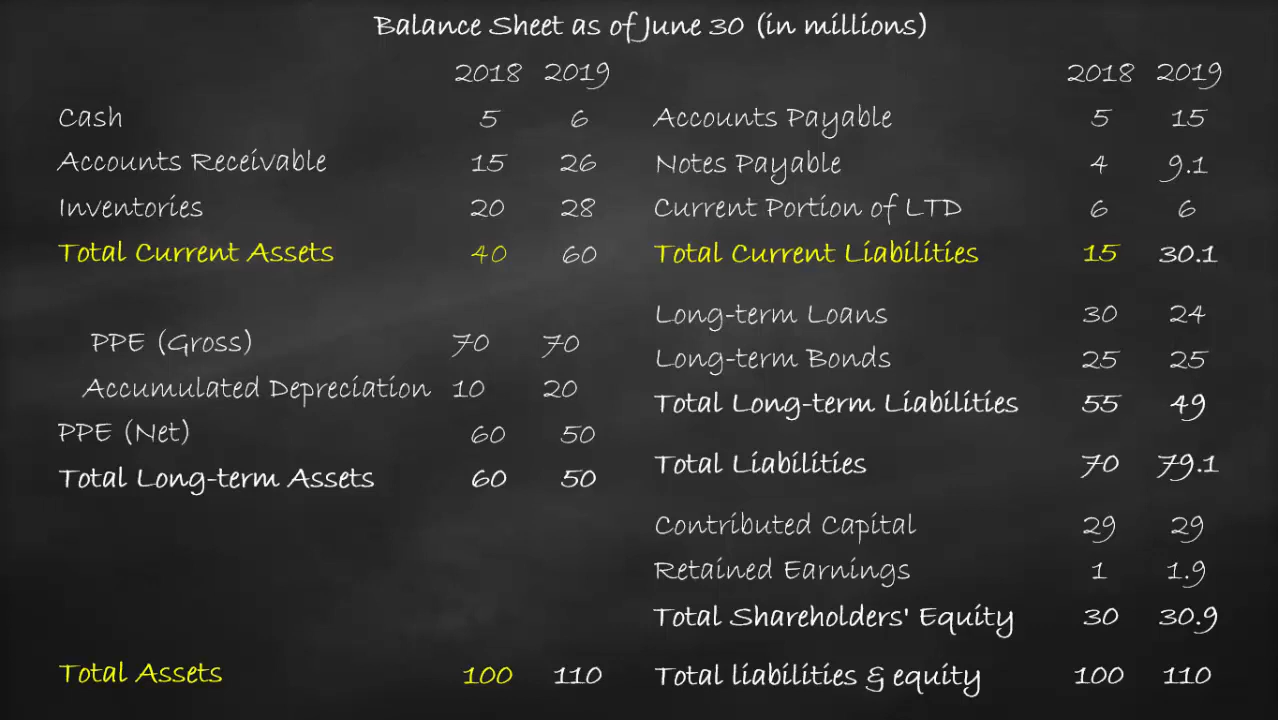 Balance Sheet as of June 30 (in millions)
2018 2019
Cash 5 6
Accounts Receivable 15 26
Inventories 20 28
Total Current Assets 40 60
PPE (Gross) 70 70
Accumulated Depreciation 10 20
PPE (Net) 60 50
Total Long-term Assets 60 50
Total Assets 100 110
2018 2019
Accounts Payable 5 15
Notes Payable 4 9.1
Current Portion of LTD 6 6
Total Current Liabilities 15 30.1
Long-term Loans 30 24
Long-term Bonds 25 25
Total Long-term Liabilities 55 49
Total Liabilities 70 79.1
Contributed Capital 29 29
Retained Earnings 1 1.9
Total Shareholders' Equity 30 30.9
Total liabilities & equity 100 110